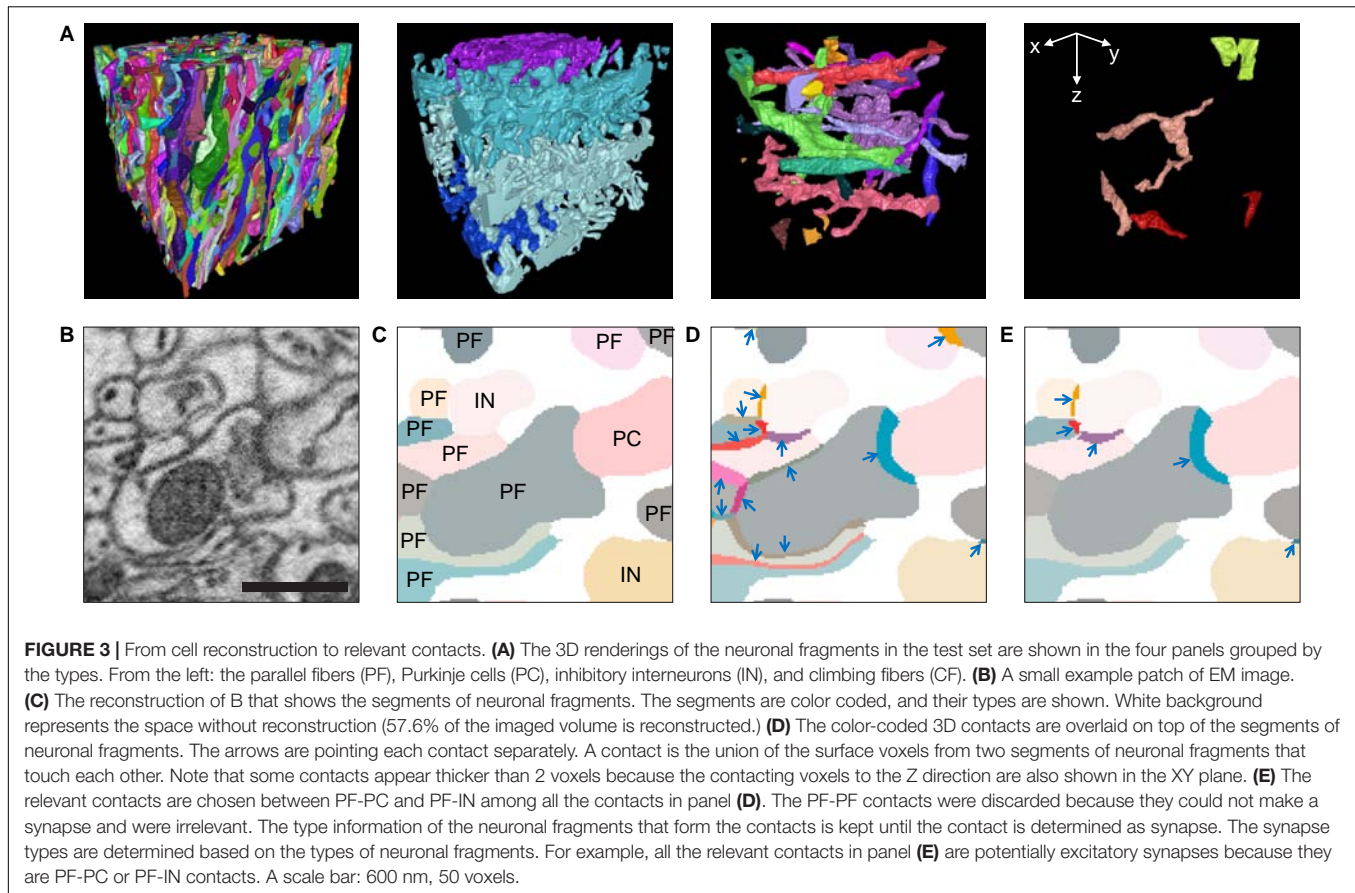 A
x
y
z
B
C
D
E
PF
PF
PF
PF
IN
PF
PC
PF
PF
PF
PF
PF
PF
IN
FIGURE 3 | From cell reconstruction to relevant contacts. (A) The 3D renderings of the neuronal fragments in the test set are shown in the four panels grouped by
the types. From the left: the parallel fibers (PF), Purkinje cells (PC), inhibitory interneurons (IN), and climbing fibers (CF). (B) A small example patch of EM image.
(C) The reconstruction of B that shows the segments of neuronal fragments. The segments are color coded, and their types are shown. White background
represents the space without reconstruction (57.6% of the imaged volume is reconstructed.) (D) The color-coded 3D contacts are overlaid on top of the segments of
neuronal fragments. The arrows are pointing each contact separately. A contact is the union of the surface voxels from two segments of neuronal fragments that
touch each other. Note that some contacts appear thicker than 2 voxels because the contacting voxels to the Z direction are also shown in the XY plane. (E) The
relevant contacts are chosen between PF-PC and PF-IN among all the contacts in panel (D). The PF-PF contacts were discarded because they could not make a
synapse and were irrelevant. The type information of the neuronal fragments that form the contacts is kept until the contact is determined as synapse. The synapse
types are determined based on the types of neuronal fragments. For example, all the relevant contacts in panel (E) are potentially excitatory synapses because they
are PF-PC or PF-IN contacts. A scale bar: 600 nm, 50 voxels.